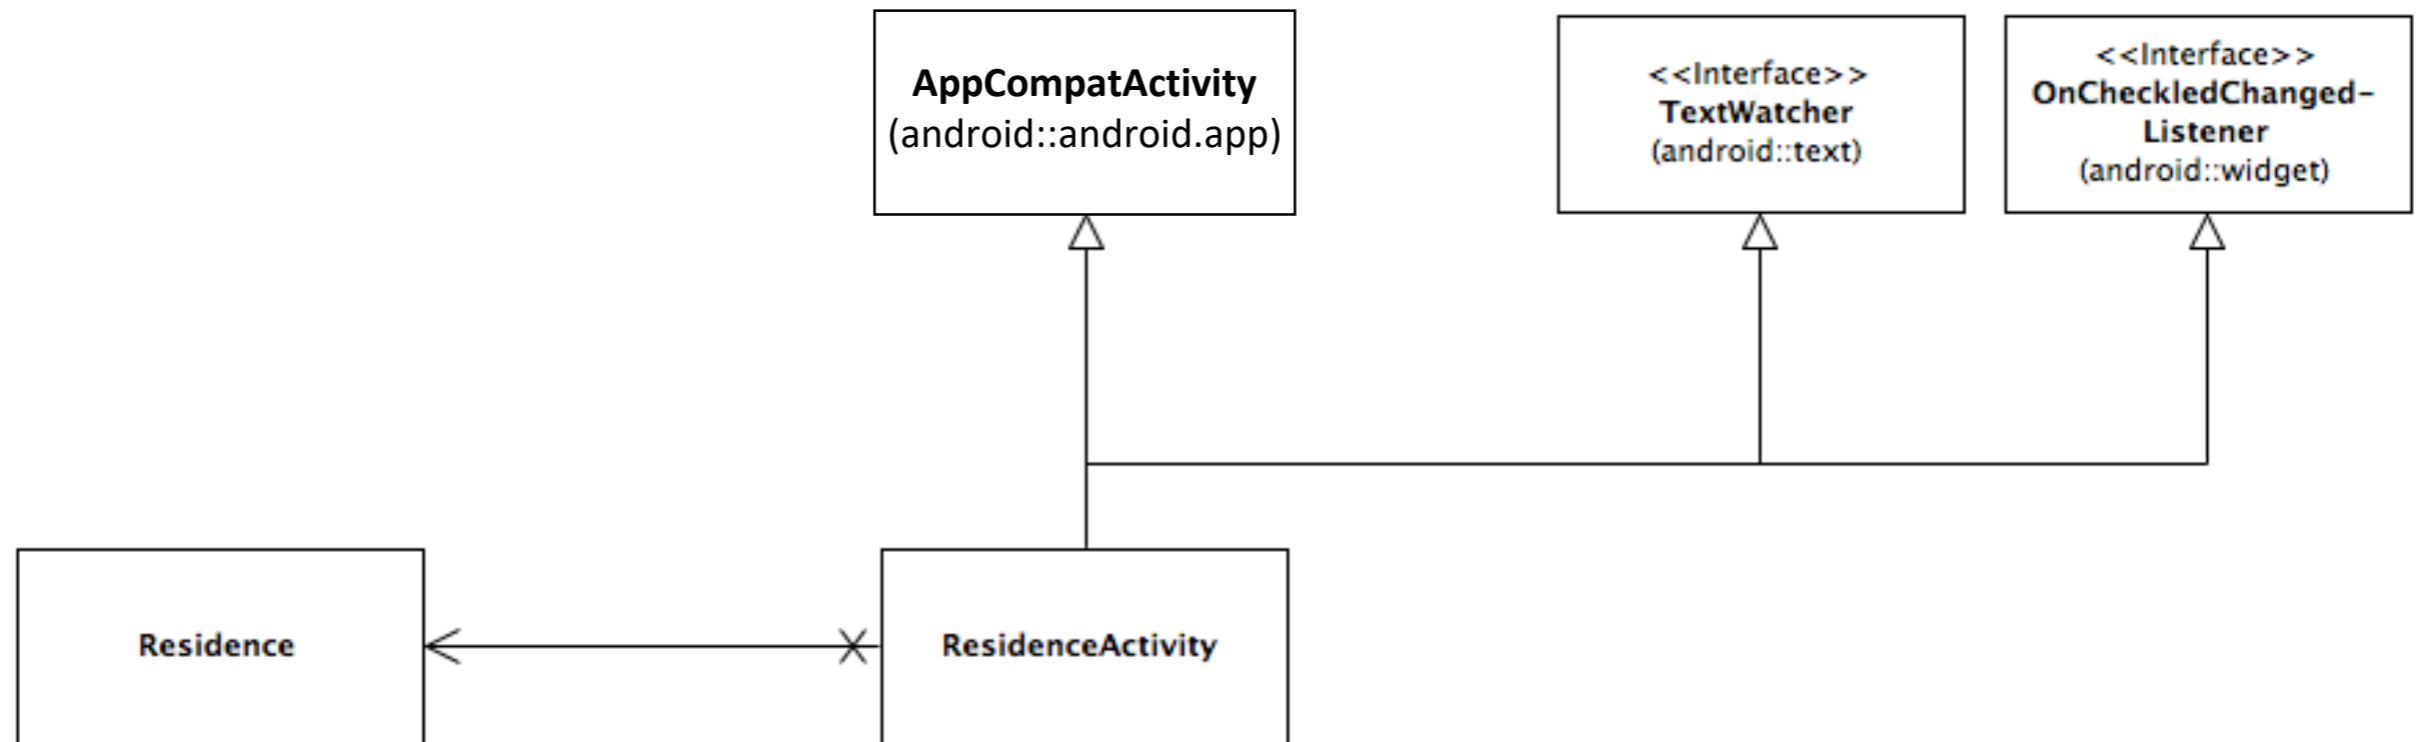 AppCompatActivity
(android::android.app)
<<Interface>>
TextWatcher
(android::text)
<<Interface>>
OnCheckledChanged-
Listener
(android::widget)
Residence
ResidenceActivity